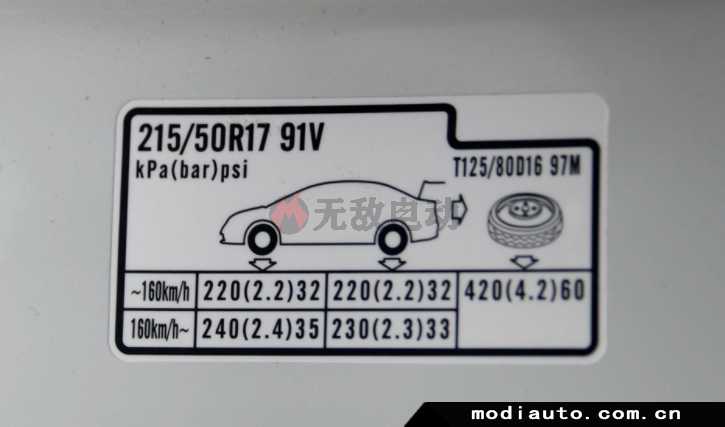 215/50R17 91V
kPa(bar)psi
T125/80D16 97M
无敌电动
~160km/h 220(2.2)32 220(2.2)32 420(4.2)60
160km/h~ 240(2.4)35 230(2.3)33
modiauto.com.cn